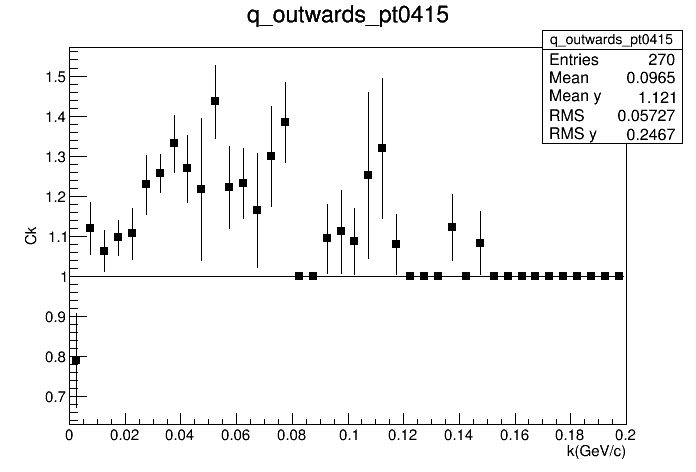 q_outwards_pt0415
q_outwards_pt0415
Entries 270
Mean 0.0965
Mean y 1.121
RMS 0.05727
RMS y 0.2467
Ck
1.5
1.4
1.3
1.2
1.1
1
0.9
0.8
0.7
0 0.02 0.04 0.06 0.08 0.1 0.12 0.14 0.16 0.18 0.2
k(GeV/c)